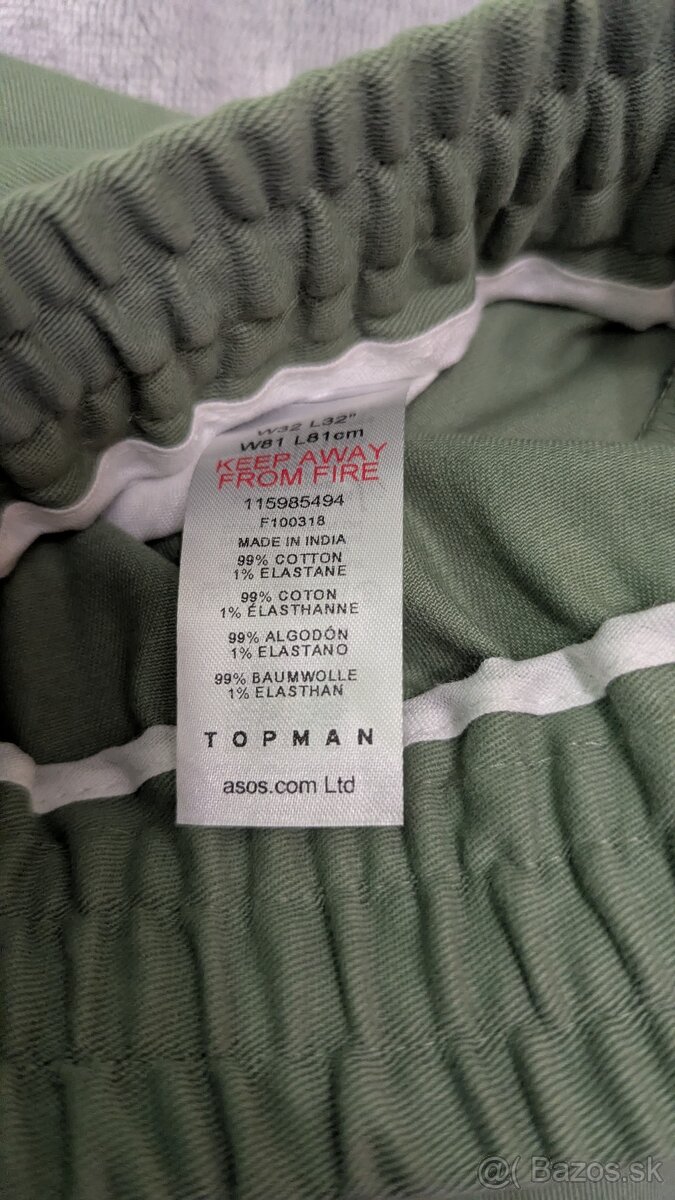 W32 L32"
W81 L81cm
KEEP AWAY
FROM FIRE
115985494
F100318
MADE IN INDIA
99% COTTON
1% ELASTANE
99% COTON
1% ÉLASTHANNE
99% ALGODÓN
1% ELASTANO
99% BAUMWOLLE
1% ELASTHAN
TOPMAN
asos.com Ltd
@( Bazos.sk